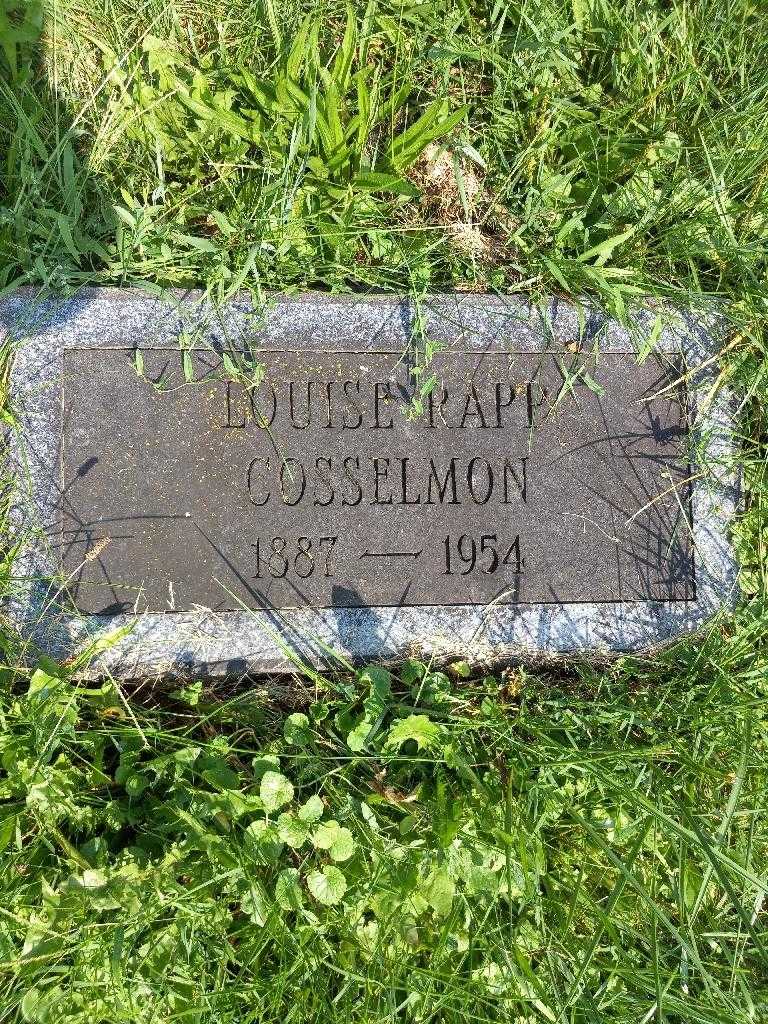 LOUISE RAPP
COSSELMON
1887 — 1954